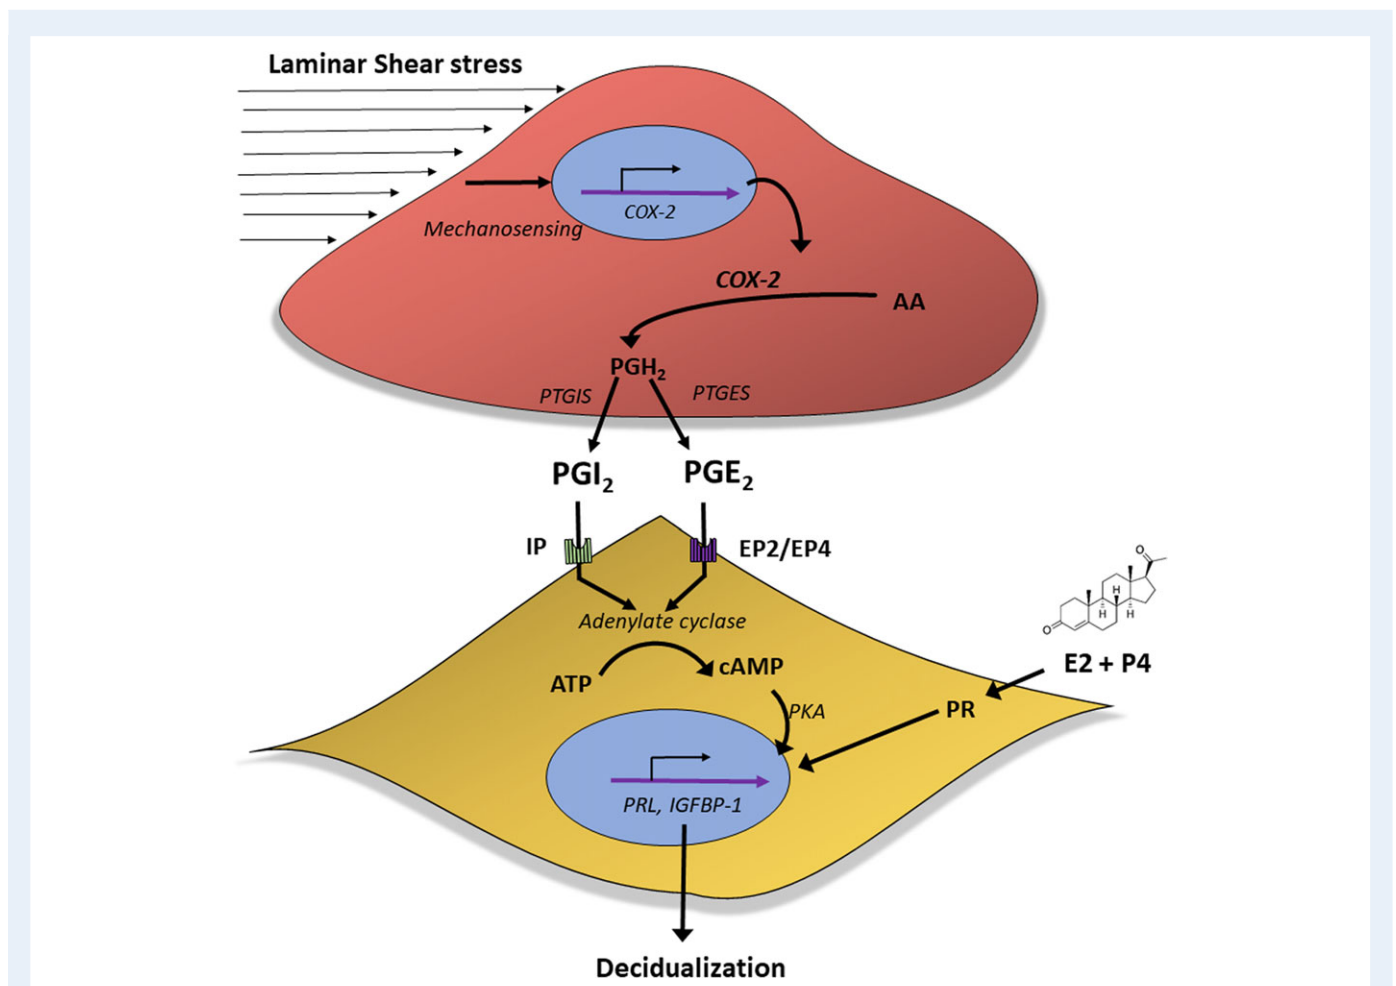 Laminar Shear stress
COX-2
Mechanosensing
COX-2
AA
PGH2
PTGIS
PTGES
PGI2
PGE2
IP
EP2/EP4
O
H
H
H
O
Adenylate cyclase
ATP
cAMP
E2 + P4
PKA
PR
PRL, IGFBP-1
Decidualization